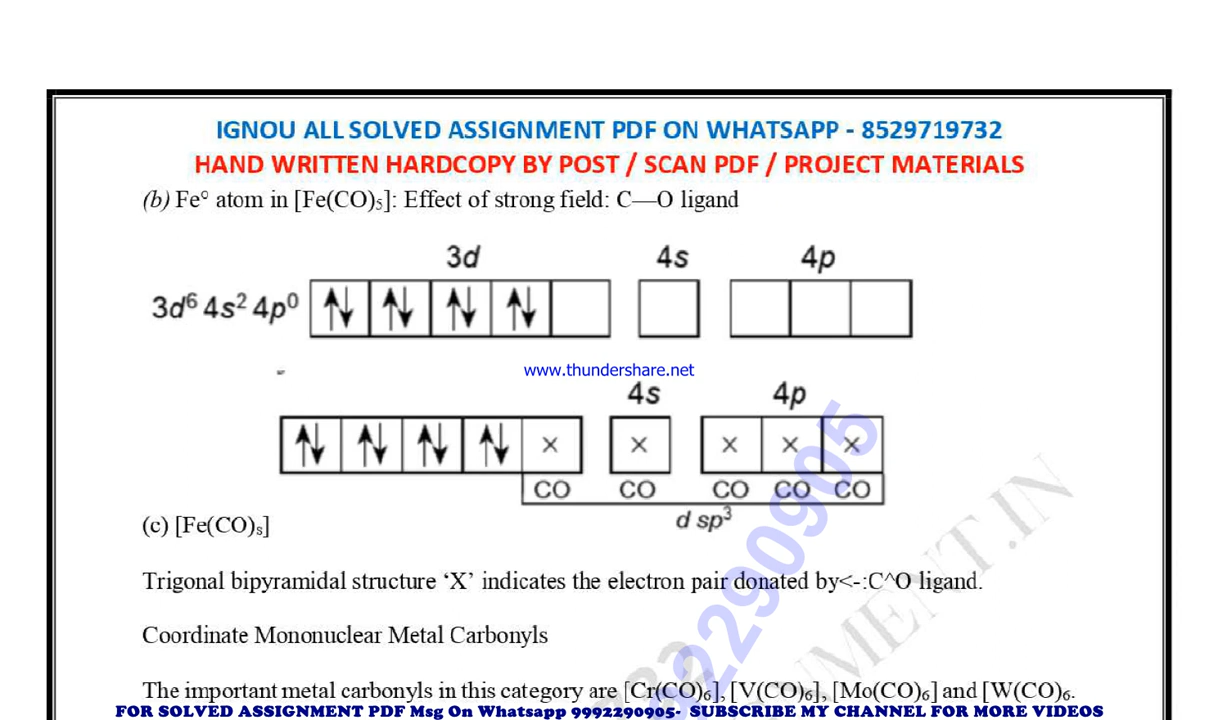 IGNOU ALL SOLVED ASSIGNMENT PDF ON WHATSAPP - 8529719732
HAND WRITTEN HARDCOPY BY POST / SCAN PDF / PROJECT MATERIALS
(b) Fe° atom in [Fe(CO)₅]: Effect of strong field: C—O ligand
3d 4s 4p
3d⁶ 4s² 4p⁰
www.thundershare.net
4s 4p
X X X X X
CO CO CO CO CO
d sp³
(c) [Fe(CO)ₛ]
Trigonal bipyramidal structure ‘X’ indicates the electron pair donated by<-:C^O ligand.
Coordinate Mononuclear Metal Carbonyls
The important metal carbonyls in this category are [Cr(CO)₆], [V(CO)₆], [Mo(CO)₆] and [W(CO)₆.
FOR SOLVED ASSIGNMENT PDF Msg On Whatsapp 9992290905- SUBSCRIBE MY CHANNEL FOR MORE VIDEOS